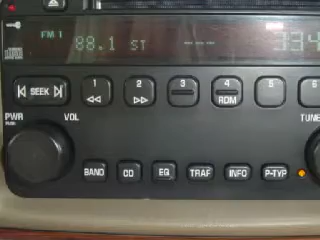 FM 1
88.1 ST --- 334
SEEK 1 2 3 4 5 6
RDM
PWR VOL TUNE
BAND CD EQ TRAF INFO P-TYP